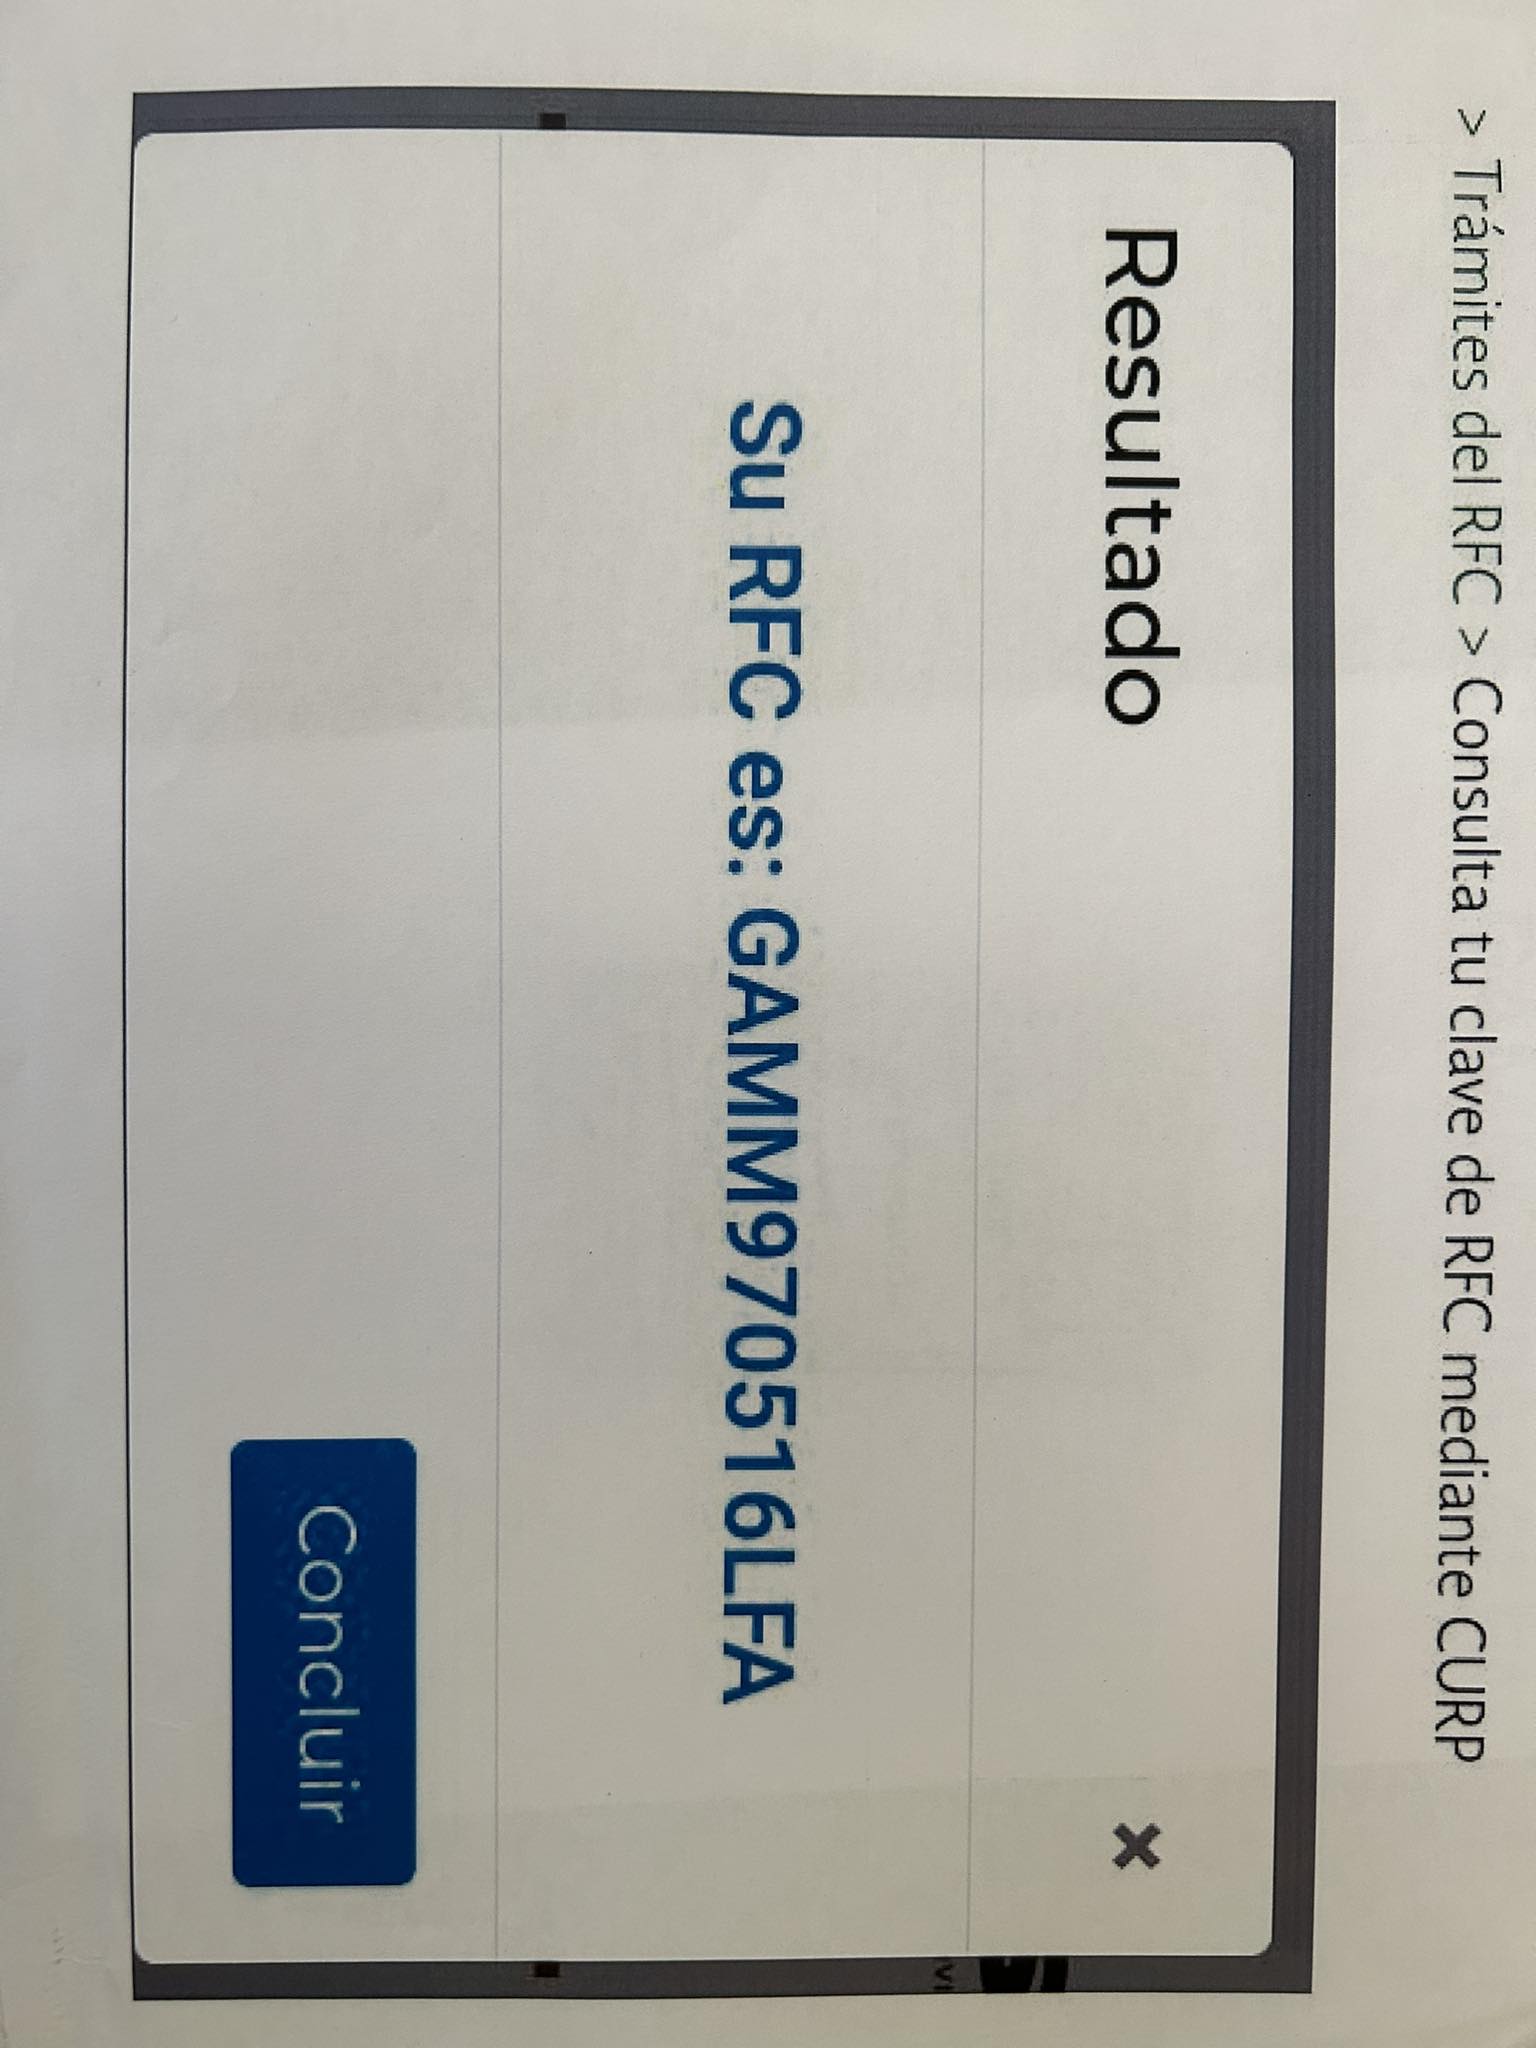 > Trámites del RFC > Consulta tu clave de RFC mediante CURP
Resultado
×
Su RFC es: GAMM970516LFA
Concluir